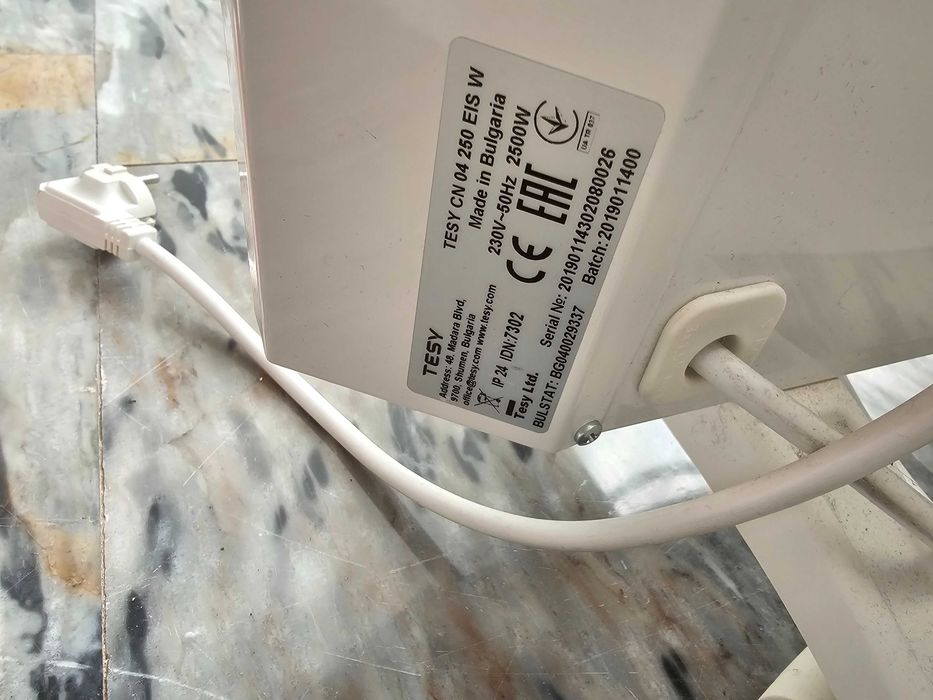 TESY
Address: 48, Madara Blvd,
9700, Shumen, Bulgaria
office@tesy.com www.tesy.com
IP 24 IDN:7302
Tesy Ltd.
BULSTAT: BG040029337
TESY CN 04 250 EIS W
Made in Bulgaria
230V~50Hz 2500W
CE EAC
UA TR 037
Serial №: 20190114302080026
Batch: 2019011400